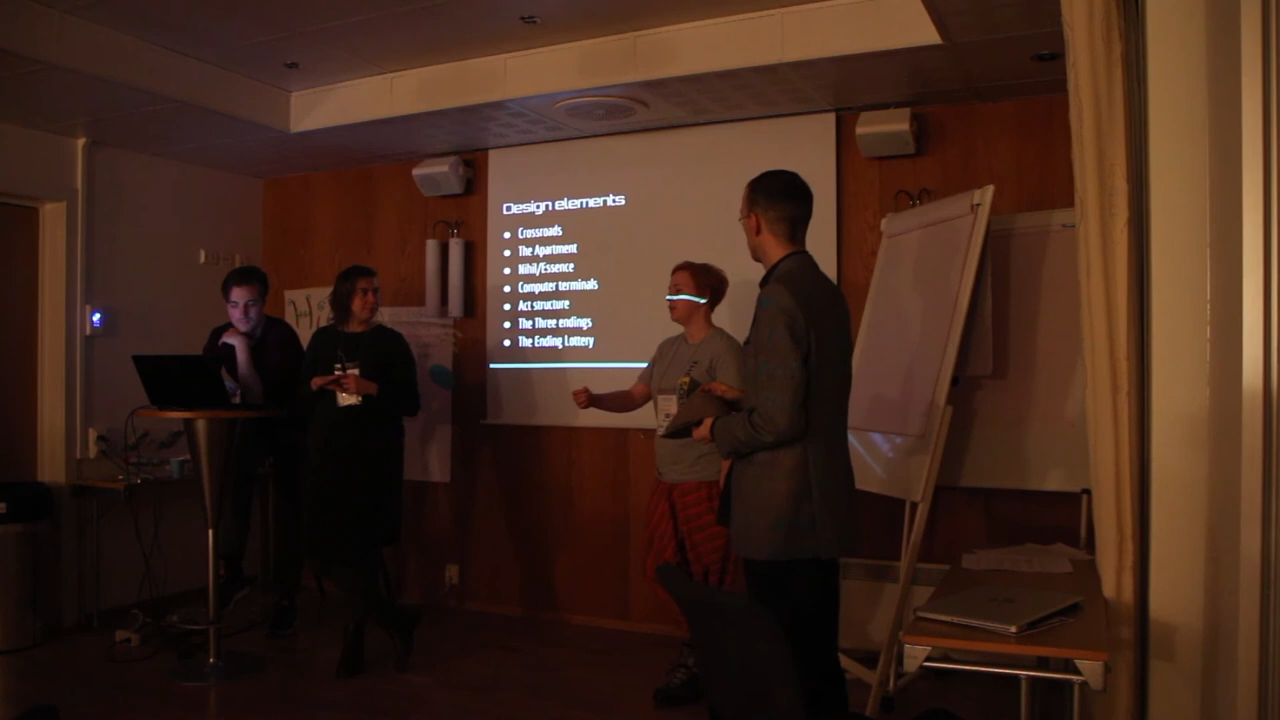 Design elements
Crossroads
The Apartment
Nihil/Essence
Computer terminals
Act structure
The Three endings
The Ending Lottery